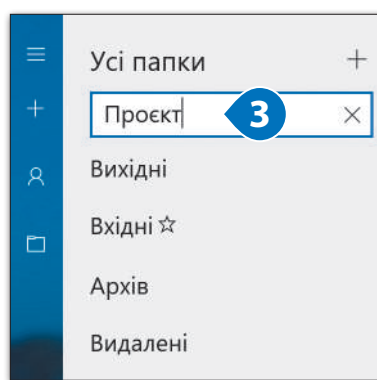 Усі папки
Проєкт
3
Вихідні
Вхідні
Архів
Видалені